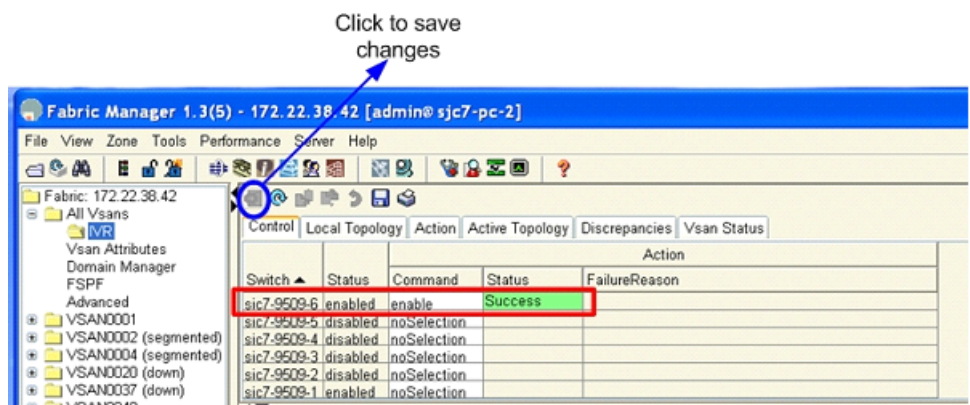 Click to save
changes
Fabric Manager 1.3(5) - 172.22.38.42 [admin@sjc7-pc-2]
File View Zone Tools Performance Server Help
Fabric: 172.22.38.42
All Vsans
IVR
Vsan Attributes
Domain Manager
FSPF
Advanced
VSAN0001
VSAN0002 (segmented)
VSAN0004 (segmented)
VSAN0020 (down)
VSAN0037 (down)
Control Local Topology Action Active Topology Discrepancies Vsan Status
Action
Switch Status Command Status FailureReason
sjc7-9509-6 enabled enable Success
sjc7-9509-5 disabled noSelection
sjc7-9509-4 disabled noSelection
sjc7-9509-3 disabled noSelection
sjc7-9509-2 disabled noSelection
sjc7-9509-1 enabled noSelection